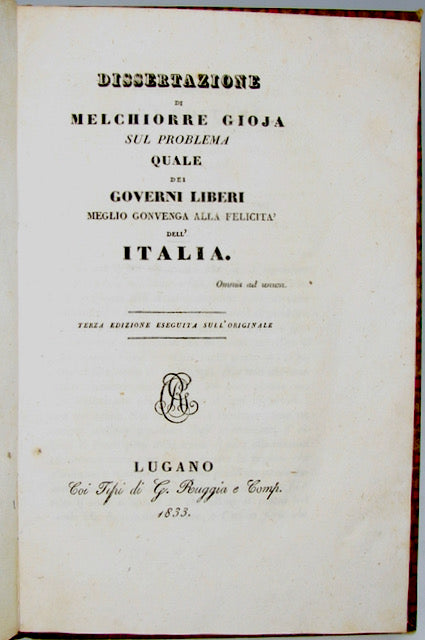 DISSERTAZIONE
DI
MELCHIORRE GIOJA
SUL PROBLEMA
QUALE
DEI
GOVERNI LIBERI
MEGLIO CONVENGA ALLA FELICITA'
DELL'
ITALIA.
Omnia ad unum.
TERZA EDIZIONE ESEGUITA SULL'ORIGINALE
LUGANO
Coi Tipi di G. Ruggia e Comp.
1833.